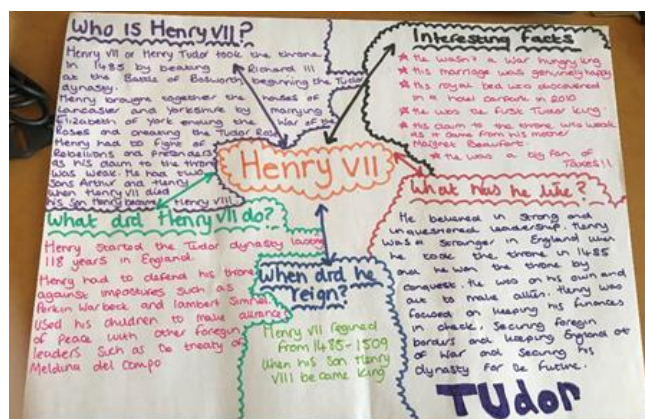 Who is Henry VII?
Henry VII or Henry Tudor took the throne
in 1485 by beating Richard III
at the Battle of Bosworth beginning the Tudor
dynasty.
Henry brought together the houses of
Lancaster and Yorkshire by marrying
Elizabeth of York ending the War of the
Roses and creating the Tudor Rose
Henry had to fight of
Rebellions and
as his claim to the throne
was weak. He had two
Sons Arthur and Henry
when Henry VII died
his son Henry became Henry VIII
Interesting facts
He wasn't a war hungry king
His marriage was genuinely happy
His royal bed was discovered
in a hotel carpark in 2010
He was the first Tudor king
His claim to the throne was weak
as it came from his mother
Margret Beaufort.
He was a big fan of
Taxes!!
Henry VII
What did Henry VII do?
Henry started the Tudor dynasty lasting
118 years in England.
Henry had to defend his throne
against impostures such as
Perkin Warbeck and lambert Simnel.
Used his children to make
of peace with other foregin
leaders such as De treaty of
Meldina del campo
When did he
reign?
Henry VII regined
from 1485-1509
when his son Henry
VIII became King
What was he like?
He believed in Strong and
unquestioned leadership. Henry
was a stranger in England when
he took the throne in 1485
and he won the throne by
conquest. He was on his own and
out to make allies. Henry was
focused on keeping his finances
in check, securing foregin
borders and keeping England out
of War and securing his
dynasty for De future.
TUDOR